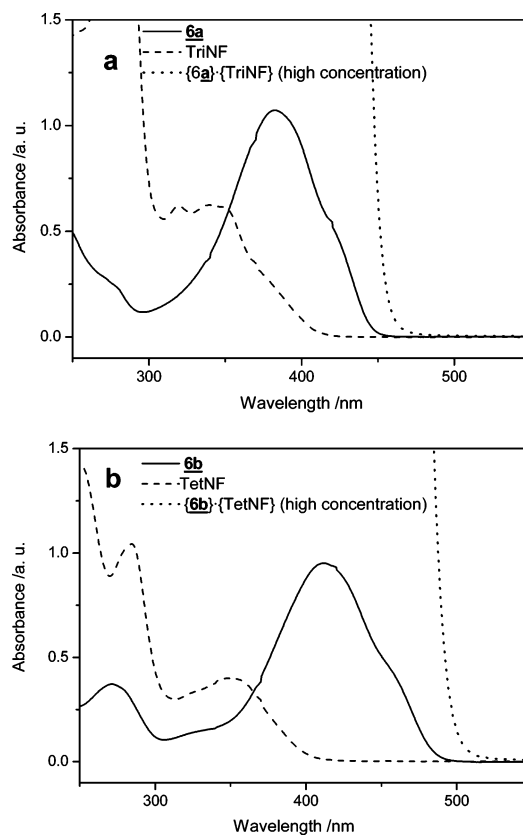 1.5
6a
a
TriNF
{6a}·{TriNF} (high concentration)
1.0
Absorbance /a. u.
0.5
0.0
300
400
500
Wavelength /nm
1.5
6b
b
TetNF
{6b}·{TetNF} (high concentration)
1.0
Absorbance /a. u.
0.5
0.0
300
400
500
Wavelength /nm